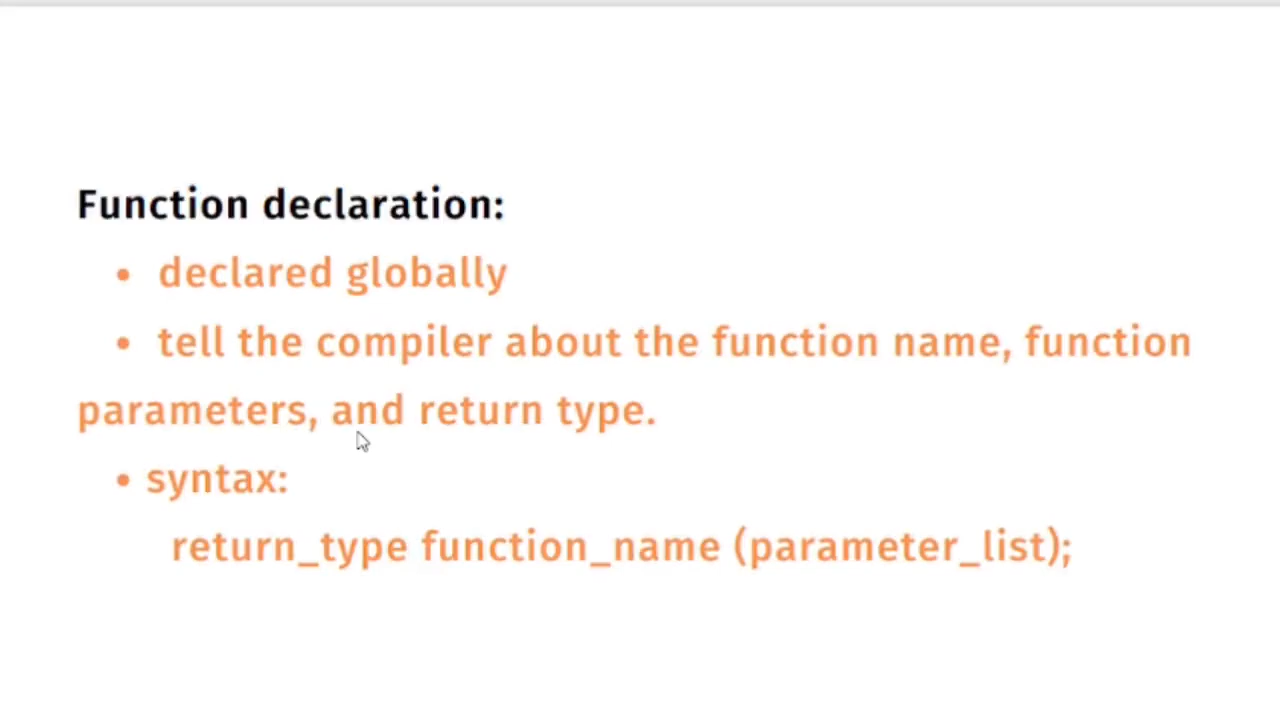 Function declaration:
• declared globally
• tell the compiler about the function name, function
parameters, and return type.
• syntax:
return_type function_name (parameter_list);